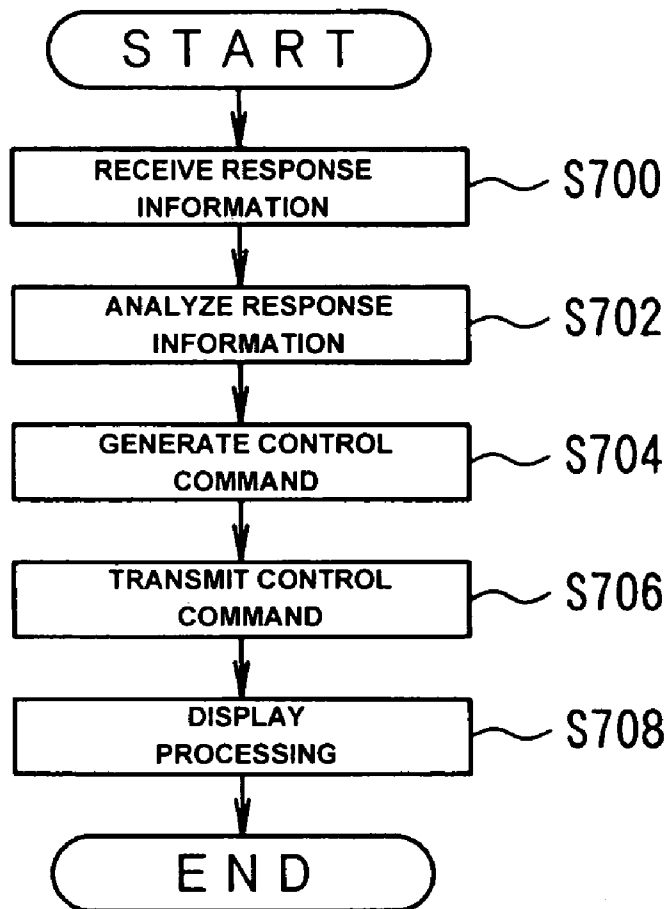 START
RECEIVE RESPONSE
INFORMATION
S700
ANALYZE RESPONSE
INFORMATION
S702
GENERATE CONTROL
COMMAND
S704
TRANSMIT CONTROL
COMMAND
S706
DISPLAY
PROCESSING
S708
END